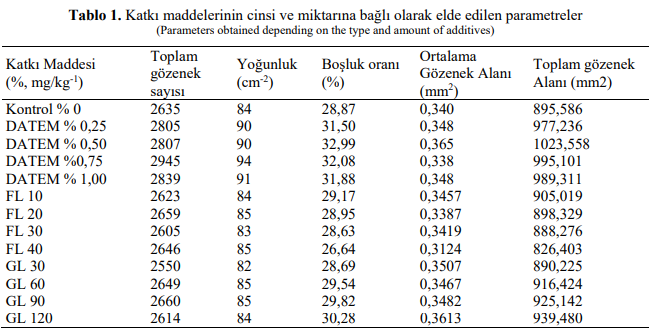 Tablo 1. Katkı maddelerinin cinsi ve miktarına bağlı olarak elde edilen parametreler
(Parameters obtained depending on the type and amount of additives)
Katkı Maddesi (%, mg/kg-1) Toplam gözenek sayısı Yoğunluk (cm-2) Boşluk oranı (%) Ortalama Gözenek Alanı (mm2) Toplam gözenek Alanı (mm2)
Kontrol % 0 2635 84 28,87 0,340 895,586
DATEM % 0,25 2805 90 31,50 0,348 977,236
DATEM % 0,50 2807 90 32,99 0,365 1023,558
DATEM %0,75 2945 94 32,08 0,338 995,101
DATEM % 1,00 2839 91 31,88 0,348 989,311
FL 10 2623 84 29,17 0,3457 905,019
FL 20 2659 85 28,95 0,3387 898,329
FL 30 2605 83 28,63 0,3419 888,276
FL 40 2646 85 26,64 0,3124 826,403
GL 30 2550 82 28,69 0,3507 890,225
GL 60 2649 85 29,54 0,3467 916,424
GL 90 2660 85 29,82 0,3482 925,142
GL 120 2614 84 30,28 0,3613 939,480